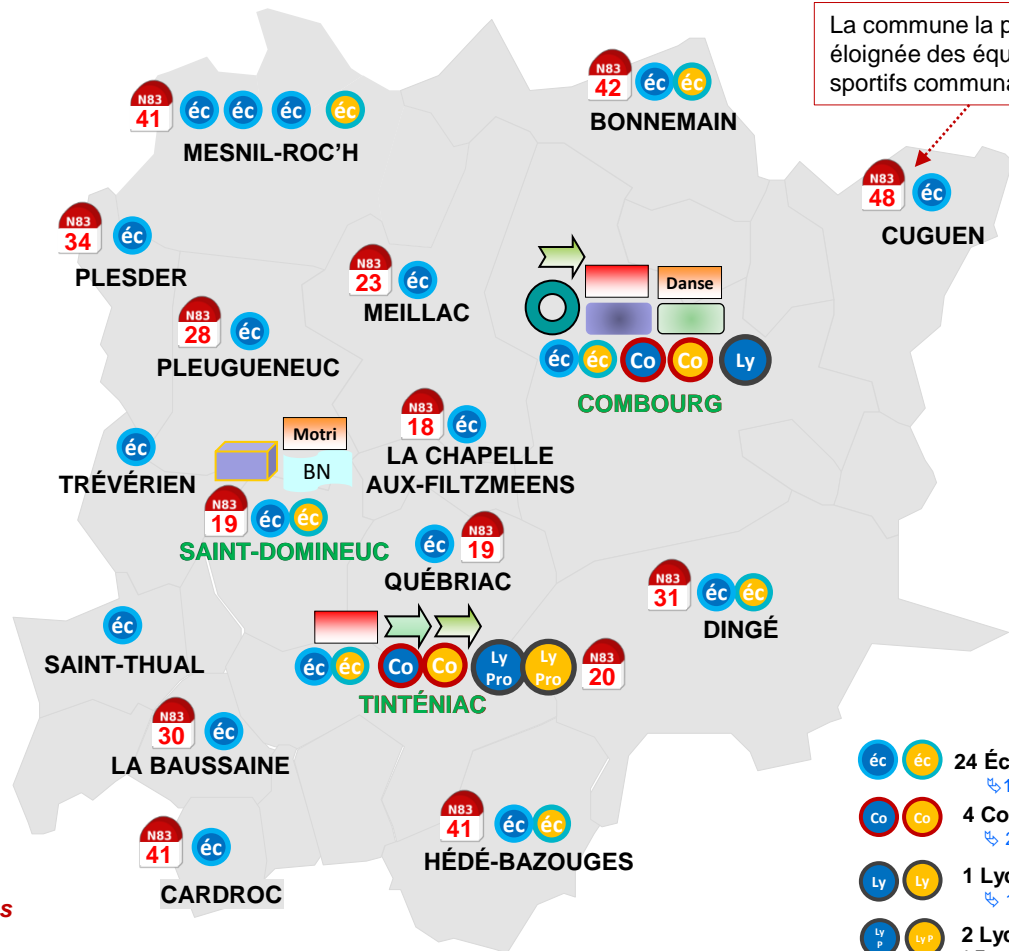 La commune la p
éloignée des équ
sportifs communa
N83
41
éc éc éc éc
MESNIL-ROC'H
N83
42
éc éc
BONNEMAIN
N83
48
éc
CUGUEN
N83
34
éc
PLESDER
N83
23
éc
MEILLAC
N83
28
éc
PLEUGUENEUC
Danse
éc éc Co Co Ly
COMBOURG
N83
18
éc
LA CHAPELLE
AUX-FILTZMEENS
éc
TRÉVÉRIEN
Motri
BN
N83
19
éc éc
SAINT-DOMINEUC
éc
N83
19
QUÉBRIAC
N83
31
éc éc
DINGÉ
éc
SAINT-THUAL
éc éc Co Co Ly Pro Ly Pro
N83
20
TINTÉNIAC
N83
30
éc
LA BAUSSAINE
N83
41
éc
CARDROC
N83
41
éc éc
HÉDÉ-BAZOUGES
éc éc 24 Éc
1
Co Co 4 Co
2
Ly Ly 1 Lyc
1
Ly P Ly P 2 Lyc
s